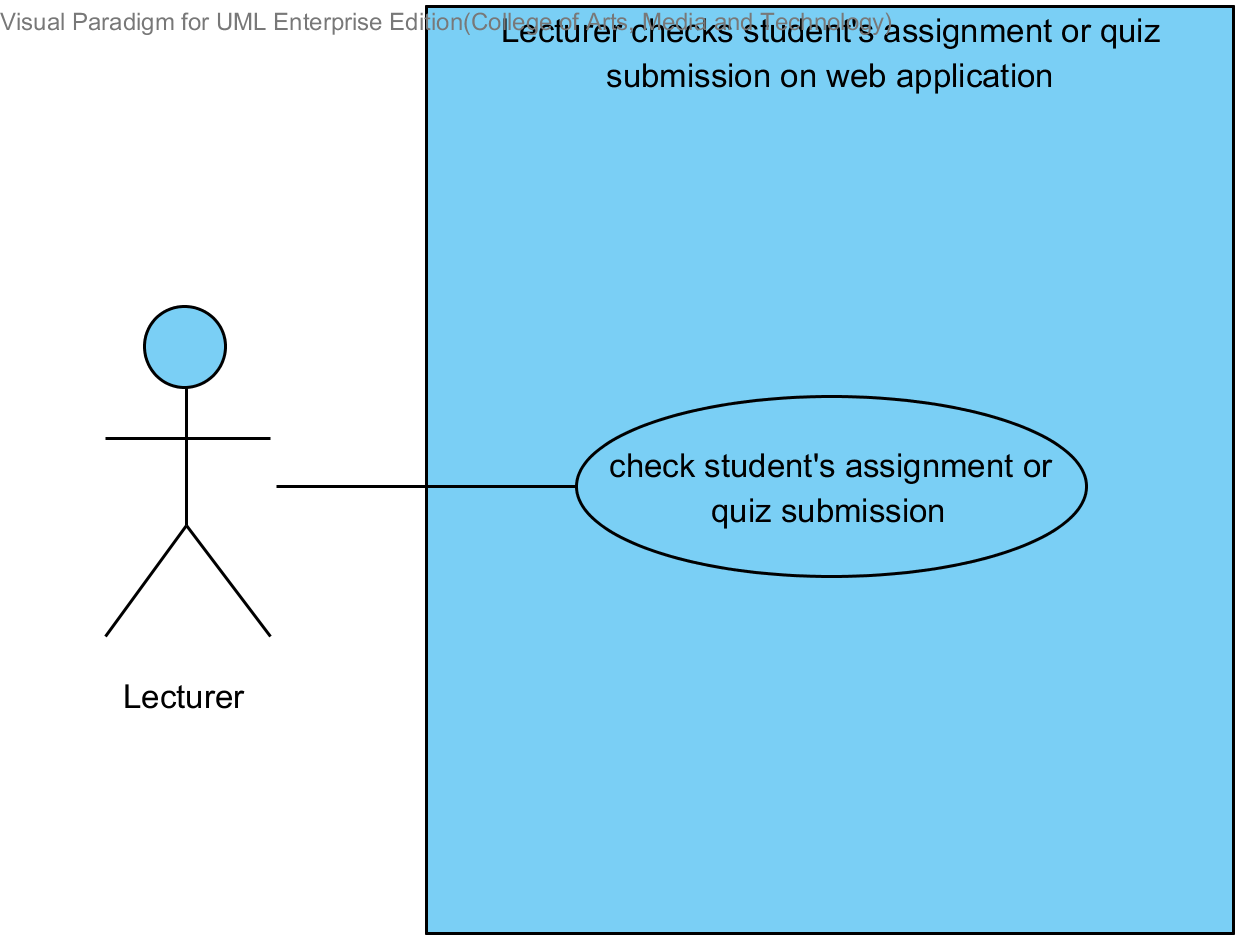 Visual Paradigm for UML Enterprise Edition(College of Arts, Media and Technology)
Lecturer checks student's assignment or quiz
submission on web application
check student's assignment or
quiz submission
Lecturer